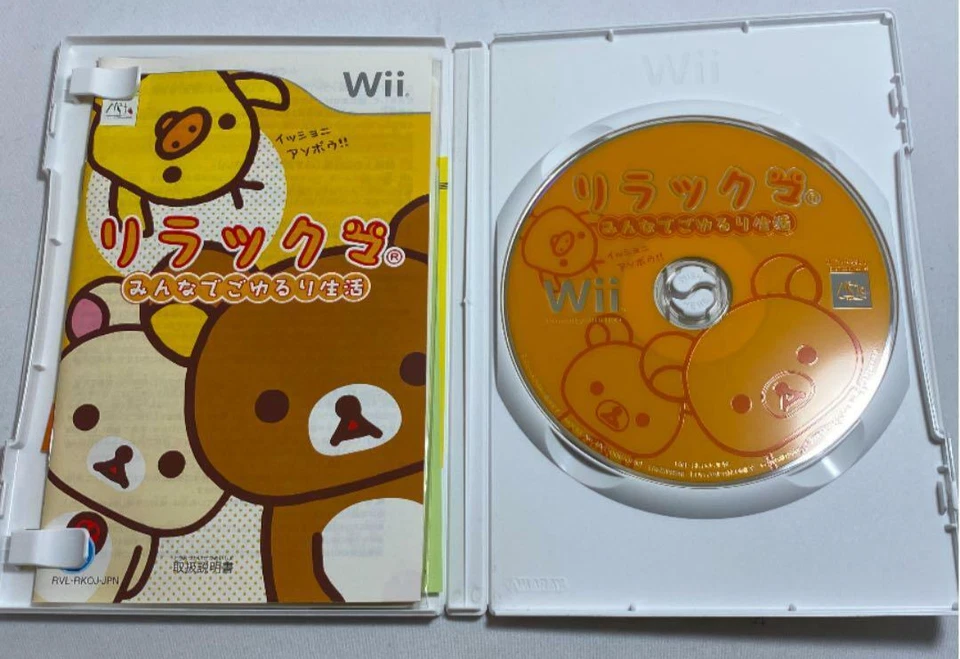 Wii
イッショニ
アソボウ!!
リラックマ®
みんなでごゆるり生活
取扱説明書
RVL-RKOJ-JPN
Wii
リラックマ®
みんなでごゆるり生活
イッショニ
アソボウ!!
Wii